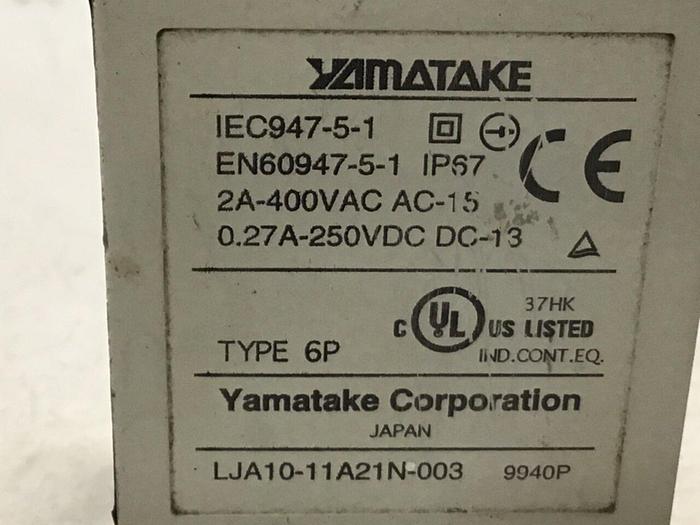 YAMATAKE
IEC947-5-1
EN60947-5-1 IP67 CE
2A-400VAC AC-15
0.27A-250VDC DC-13
37HK
C UL US LISTED
TYPE 6P IND.CONT.EQ.
Yamatake Corporation
JAPAN
LJA10-11A21N-003 9940P